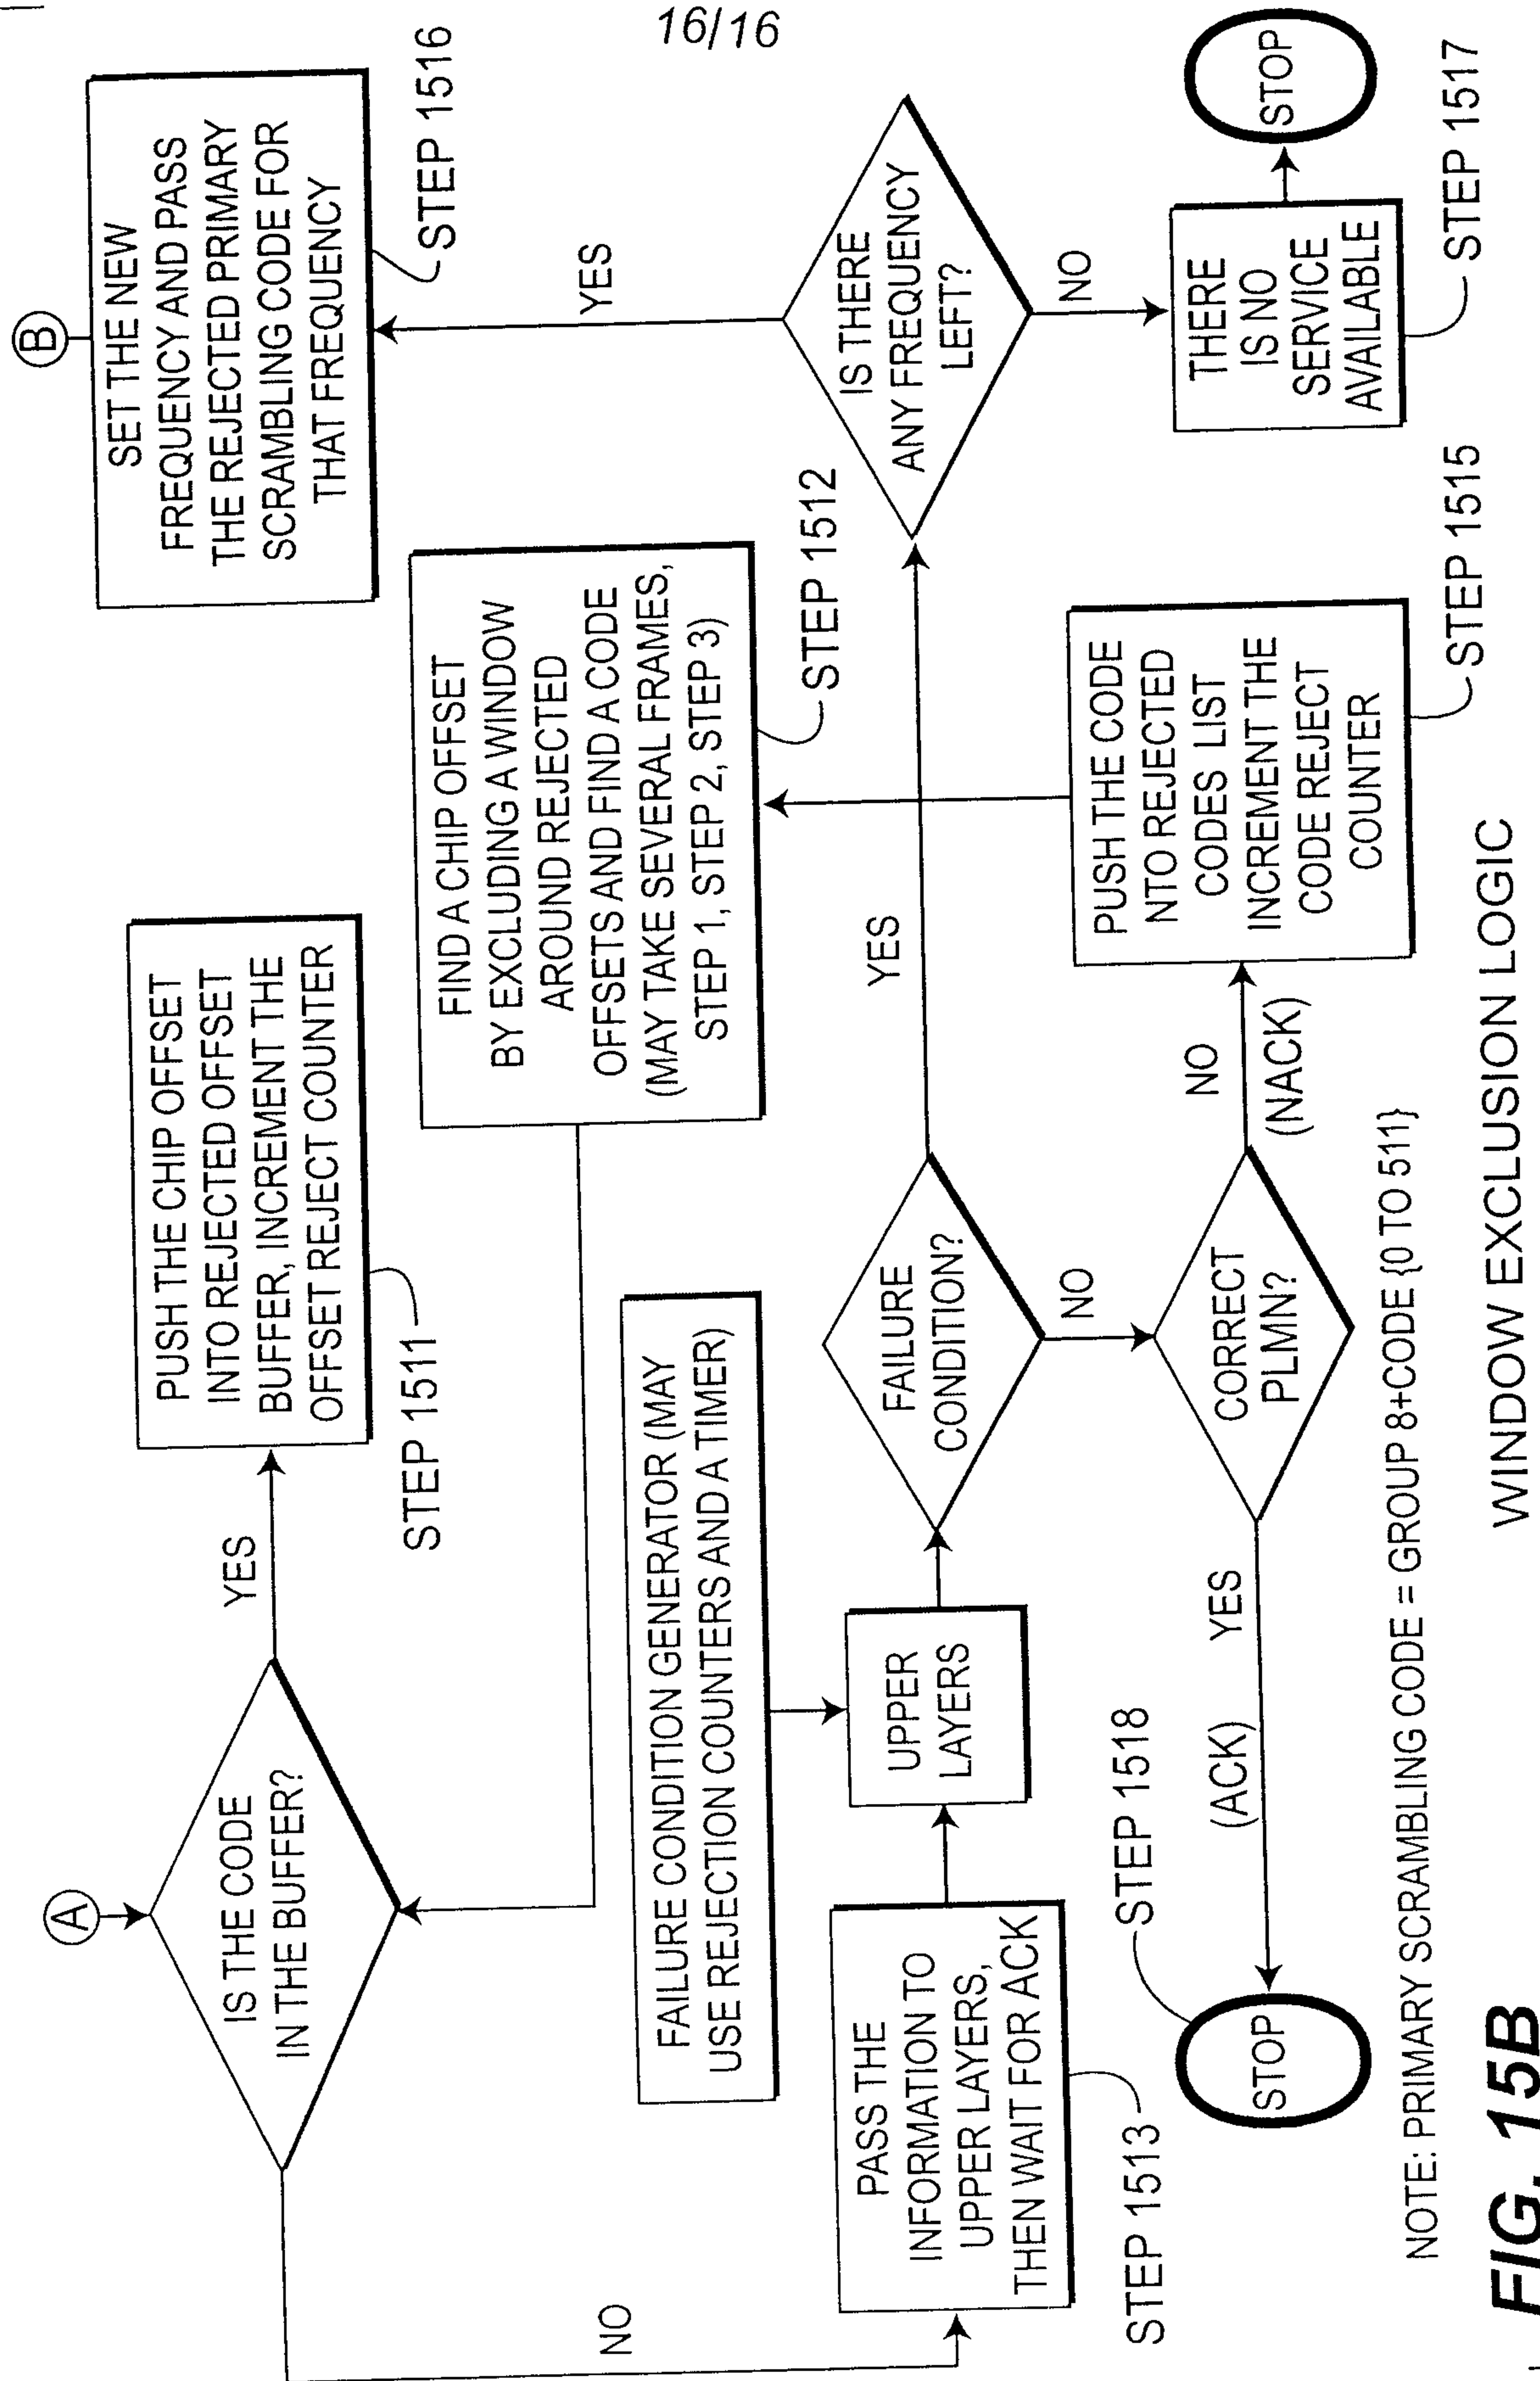 16/16
A
IS THE CODE
IN THE BUFFER?
YES
PUSH THE CHIP OFFSET
INTO REJECTED OFFSET
BUFFER, INCREMENT THE
OFFSET REJECT COUNTER
STEP 1511
B
SET THE NEW
FREQUENCY AND PASS
THE REJECTED PRIMARY
SCRAMBLING CODE FOR
THAT FREQUENCY
STEP 1516
FIND A CHIP OFFSET
BY EXCLUDING A WINDOW
AROUND REJECTED
OFFSETS AND FIND A CODE
(MAY TAKE SEVERAL FRAMES,
STEP 1, STEP 2, STEP 3)
STEP 1512
YES
NO
FAILURE CONDITION GENERATOR (MAY
USE REJECTION COUNTERS AND A TIMER)
PASS THE
INFORMATION TO
UPPER LAYERS,
THEN WAIT FOR ACK
STEP 1513
UPPER
LAYERS
FAILURE
CONDITION?
YES
NO
IS THERE
ANY FREQUENCY
LEFT?
NO
THERE
IS NO
SERVICE
AVAILABLE
STEP 1517
STOP
CORRECT
PLMN?
NO
(NACK)
PUSH THE CODE
NTO REJECTED
CODES LIST
INCREMENT THE
CODE REJECT
COUNTER
STEP 1515
YES
(ACK)
STEP 1518
STOP
NOTE: PRIMARY SCRAMBLING CODE = GROUP 8+CODE {0 TO 511}
WINDOW EXCLUSION LOGIC
FIG. 15B